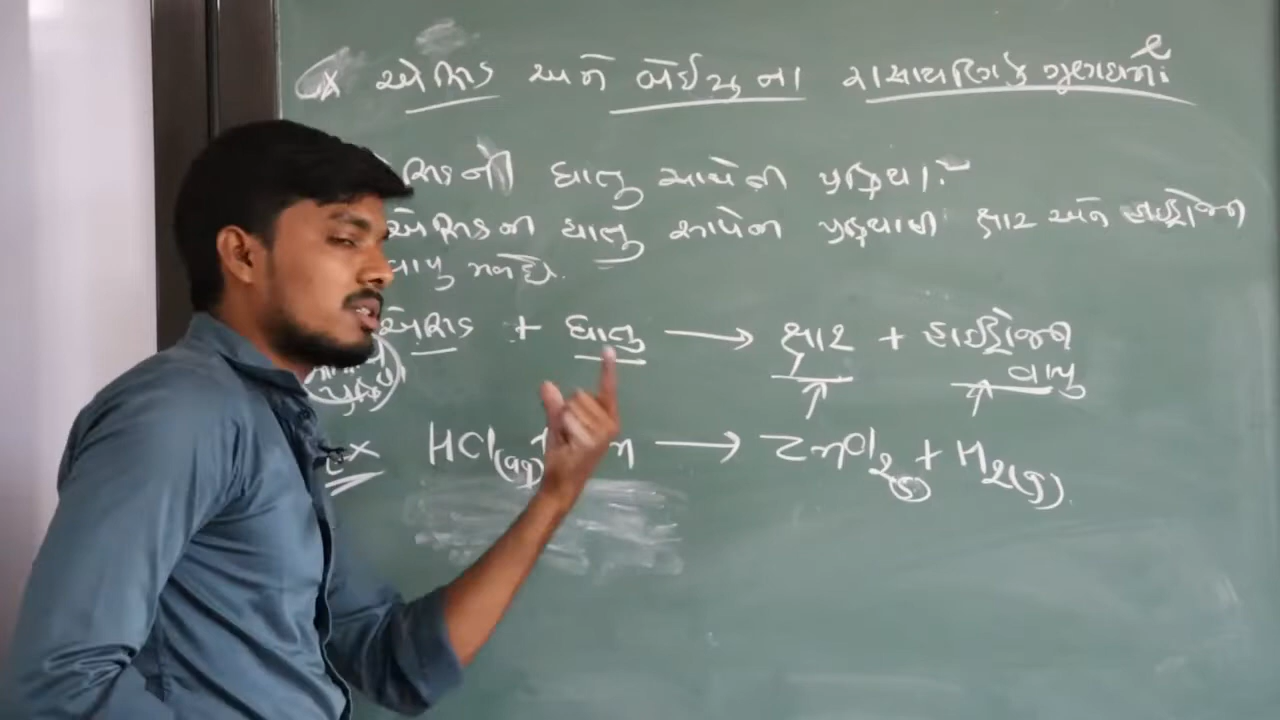 * એસિડ અને બેઈઝના રાસાયણિક ગુણધર્મો:
સિડની ધાતુ સાથેની પ્રક્રિયા:-
એસિડની ધાતુ સાથેની પ્રક્રિયાથી ક્ષાર અને હાઈડ્રોજન
વાયુ બને છે.
એસિડ + ધાતુ → ક્ષાર + હાઈડ્રોજન
વાયુ
Ex HCl(aq) + n → ZnCl2(s) + H2(g)